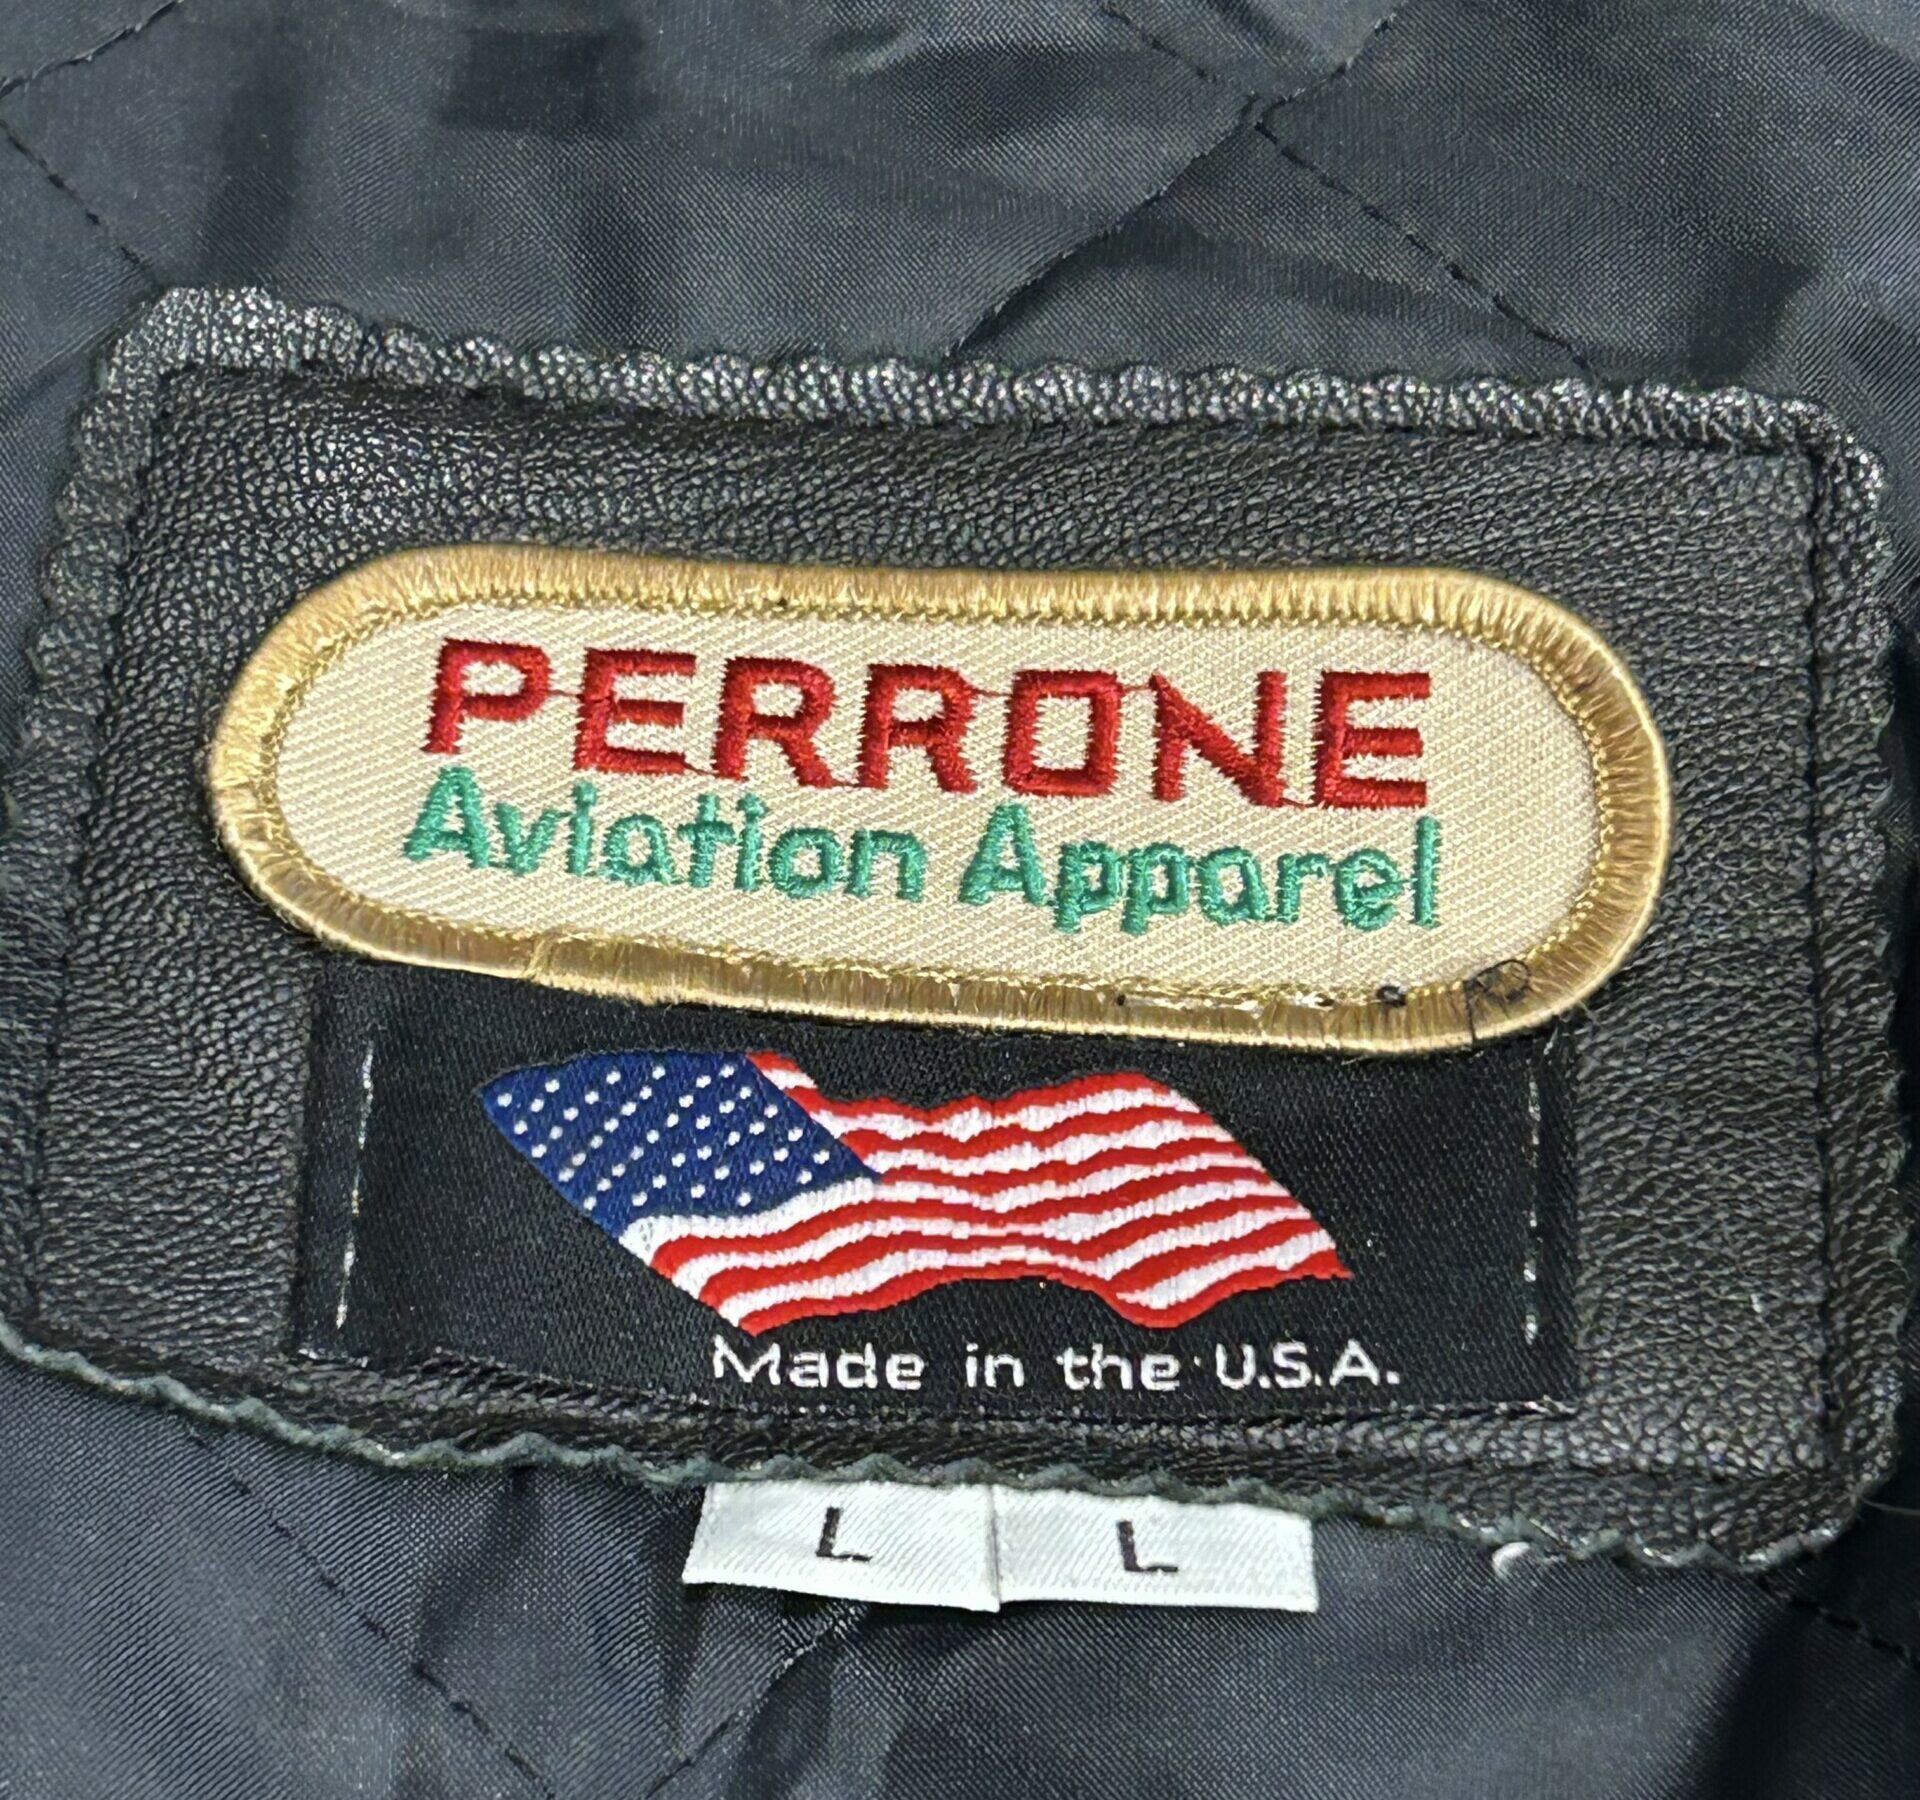 PERRONE
Aviation Apparel
Made in the U.S.A.
L L